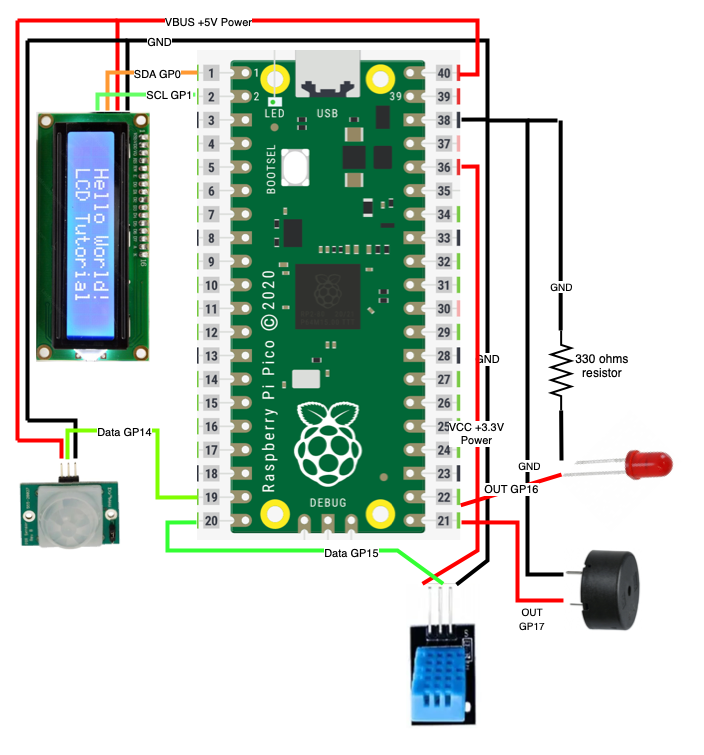 VBUS +5V Power
GND
SDA GP0
SCL GP1
1
2
3
4
5
6
7
8
9
10
11
12
13
14
15
16
17
18
19
20
1
2
LED
USB
BOOTSEL
39
Raspberry Pi Pico © 2020
DEBUG
40
39
38
37
36
35
34
33
32
31
30
29
28
27
26
25
24
23
22
21
Hello World!
LCD Tutorial
GND
330 ohms
resistor
GND
VCC +3.3V
Power
Data GP14
GND
OUT GP16
Data GP15
OUT
GP17